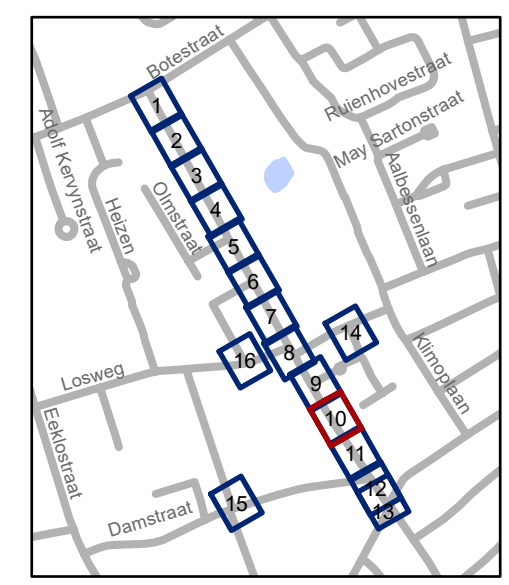 Botestraat
1
Ruienhovestraat
Adolf Kervynstraat
2
May Sartonstraat
3
Aalbessenlaan
Heizen
Olmstraat
4
5
6
7
14
8
16
Klimoplaan
Losweg
9
10
Eeklostraat
11
12
15
13
Damstraat